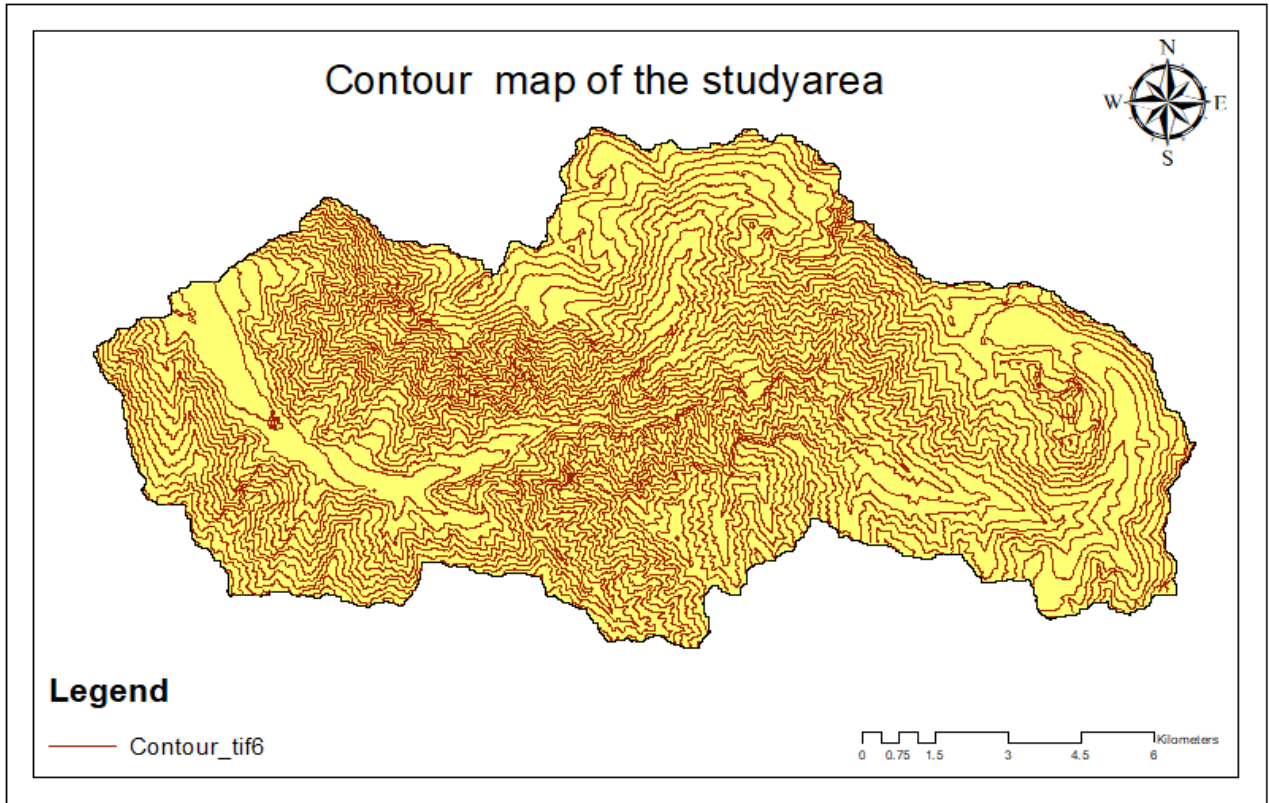 Contour map of the studyarea
N
W E
S
Legend
Contour_tif6
Kilometers
0 0.75 1.5 3 4.5 6